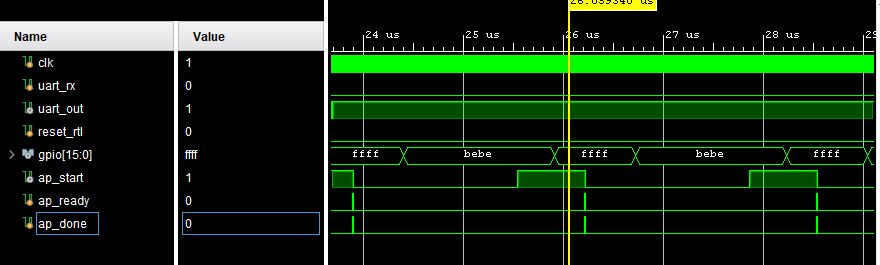 26.089340 us
Name Value
24 us 25 us 26 us 27 us 28 us 29
clk 1
uart_rx 0
uart_out 1
reset_rtl 0
gpio[15:0] ffff ffff bebe ffff bebe ffff
ap_start 1
ap_ready 0
ap_done 0